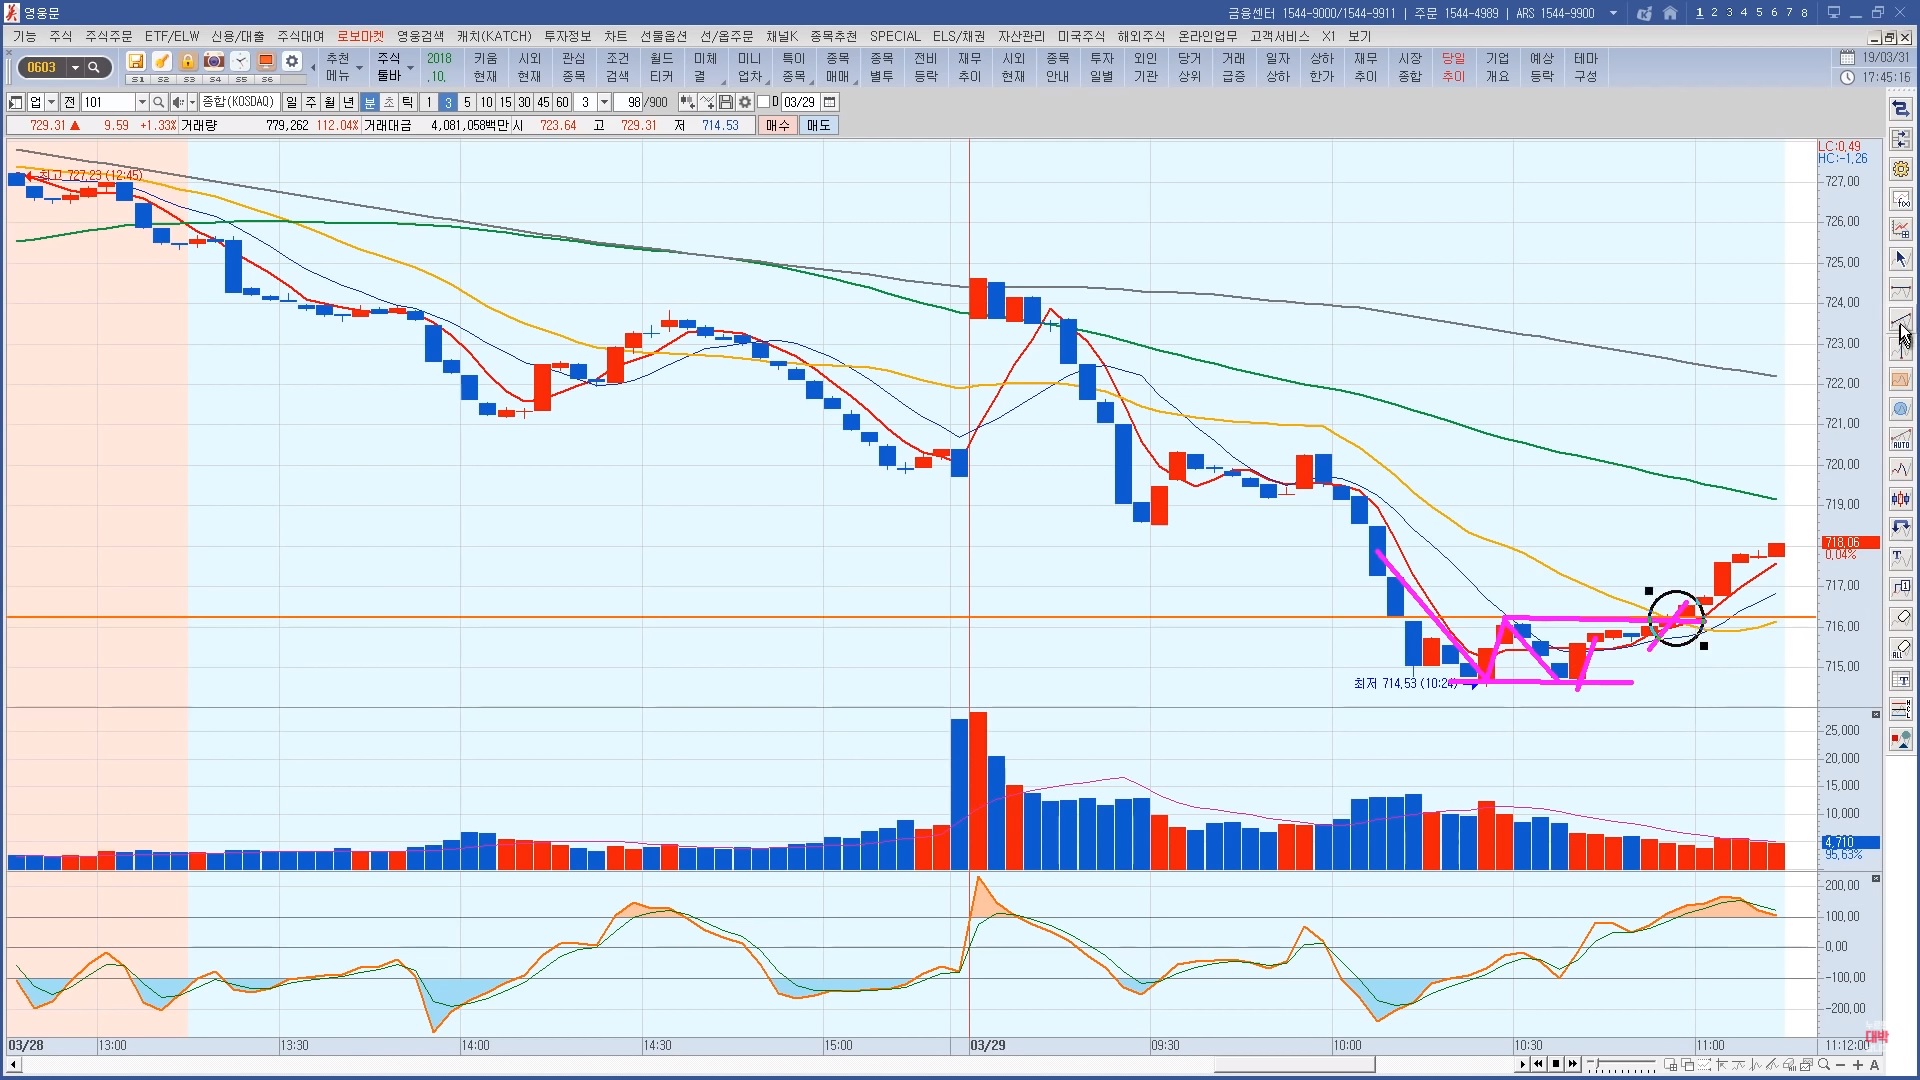 영웅문
금융센터 1544-9000/1544-9911 | 주문 1544-4989 | ARS 1544-9900
1 2 3 4 5 6 7 8
기능 주식 주식주문 ETF/ELW 신용/대출 주식대여 로보마켓 영웅검색 캐치(KATCH) 투자정보 차트 선물옵션 선/옵주문 채널K 종목추천 SPECIAL ELS/채권 자산관리 미국주식 해외주식 온라인업무 고객서비스 X1 보기
0603
S1 S2 S3 S4 S5 S6
추천 메뉴
주식 툴바
2018 .10.
키움 현재
시외 현재
관심 종목
조건 검색
월드 티커
미체 결
미니 업차
특이 종목
종목 매매
종목 별투
전비 등락
재무 추이
시외 현재
종목 안내
투자 일별
외인 기관
당거 상위
거래 급증
일자 상하
상하 한가
재무 추이
시장 종합
당일 추이
기업 개요
예상 등락
테마 구성
19/03/31
17:45:16
업 전 101 종합(KOSDAQ) 일 주 월 년 분 초 틱 1 3 5 10 15 30 45 60 3 98 /900 D 03/29
729.31 ▲ 9.59 +1.33% 거래량 779,262 112.04% 거래대금 4,081,058백만 시 723.64 고 729.31 저 714.53 매수 매도
LC:0.49
HC:-1.26
최고 727,23 (12:45)
727,00
726,00
725,00
724,00
723,00
722,00
721,00
720,00
719,00
718,06
0,04%
717,00
716,00
715,00
최저 714,53 (10:24)
25,000
20,000
15,000
10,000
4,710
95,63%
200,00
100,00
0,00
-100,00
-200,00
AUTO
ALL
03/28 13:00 13:30 14:00 14:30 15:00 03/29 09:30 10:00 10:30 11:00 11:12:00
대박
A